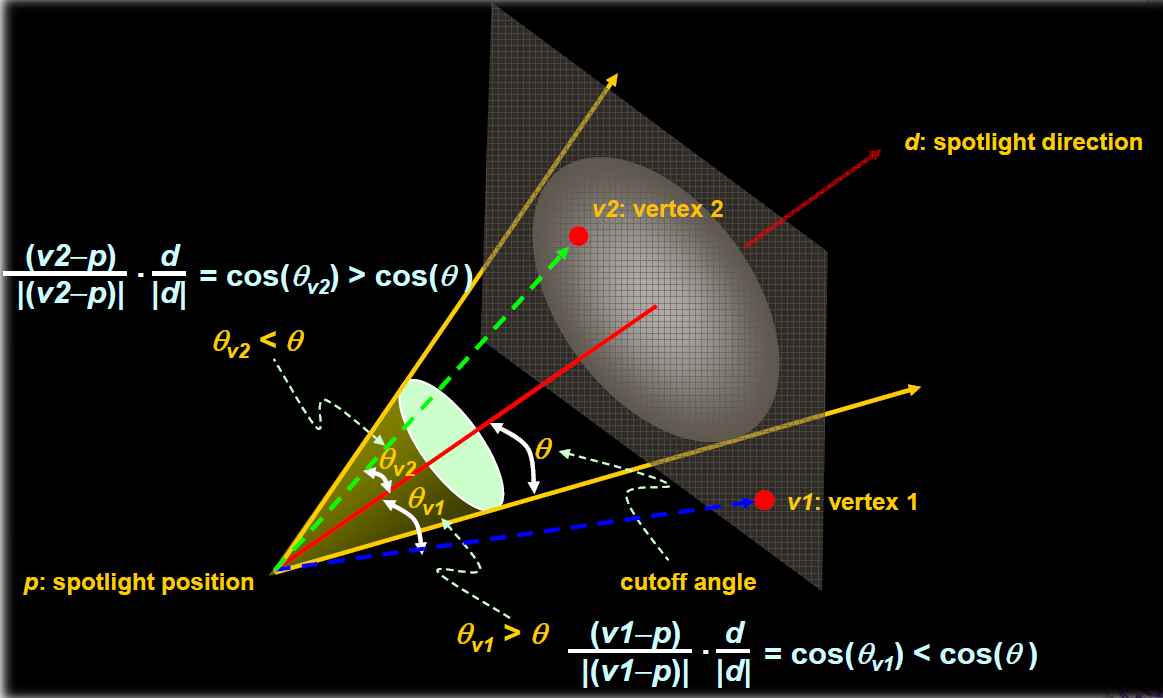 d: spotlight direction
v2: vertex 2
(v2–p) / |(v2–p)| · d / |d| = cos(θv2) > cos(θ)
θv2 < θ
θv2
θ
θv1
v1: vertex 1
p: spotlight position
cutoff angle
θv1 > θ
(v1–p) / |(v1–p)| · d / |d| = cos(θv1) < cos(θ)